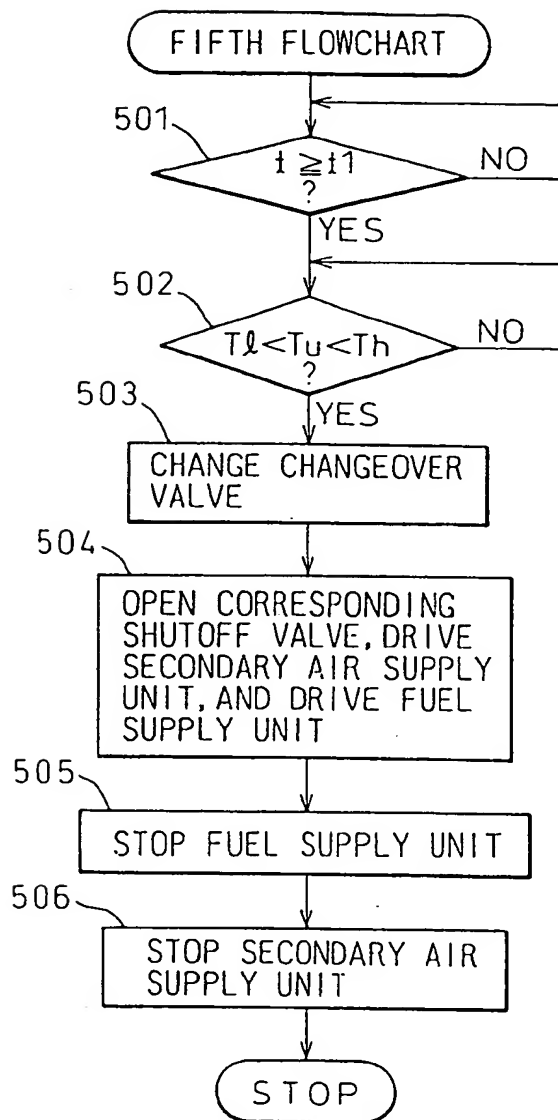 FIFTH FLOWCHART
501
t ≧ t1
?
NO
YES
502
Tℓ<Tu<Th
?
NO
YES
503
CHANGE CHANGEOVER
VALVE
504
OPEN CORRESPONDING
SHUTOFF VALVE, DRIVE
SECONDARY AIR SUPPLY
UNIT, AND DRIVE FUEL
SUPPLY UNIT
505
STOP FUEL SUPPLY UNIT
506
STOP SECONDARY AIR
SUPPLY UNIT
STOP